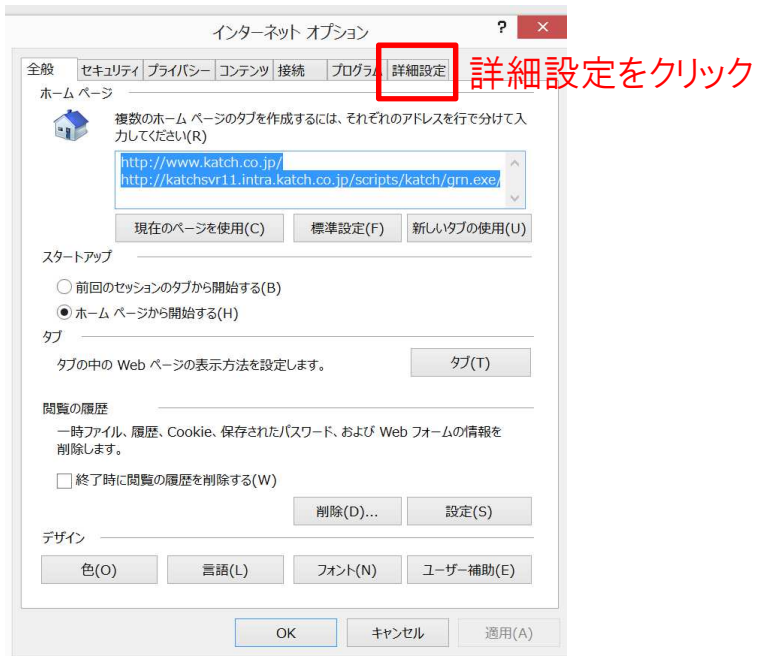 インターネット オプション
?
×
全般 セキュリティ プライバシー コンテンツ 接続 プログラム 詳細設定
詳細設定をクリック
ホーム ページ
複数のホーム ページのタブを作成するには、それぞれのアドレスを行で分けて入
力してください(R)
http://www.katch.co.jp/
http://katchsvr11.intra.katch.co.jp/scripts/katch/grn.exe/
現在のページを使用(C) 標準設定(F) 新しいタブの使用(U)
スタートアップ
前回のセッションのタブから開始する(B)
ホーム ページから開始する(H)
タブ
タブの中の Web ページの表示方法を設定します。 タブ(T)
閲覧の履歴
一時ファイル、履歴、Cookie、保存されたパスワード、および Web フォームの情報を
削除します。
終了時に閲覧の履歴を削除する(W)
削除(D)... 設定(S)
デザイン
色(O) 言語(L) フォント(N) ユーザー補助(E)
OK キャンセル 適用(A)